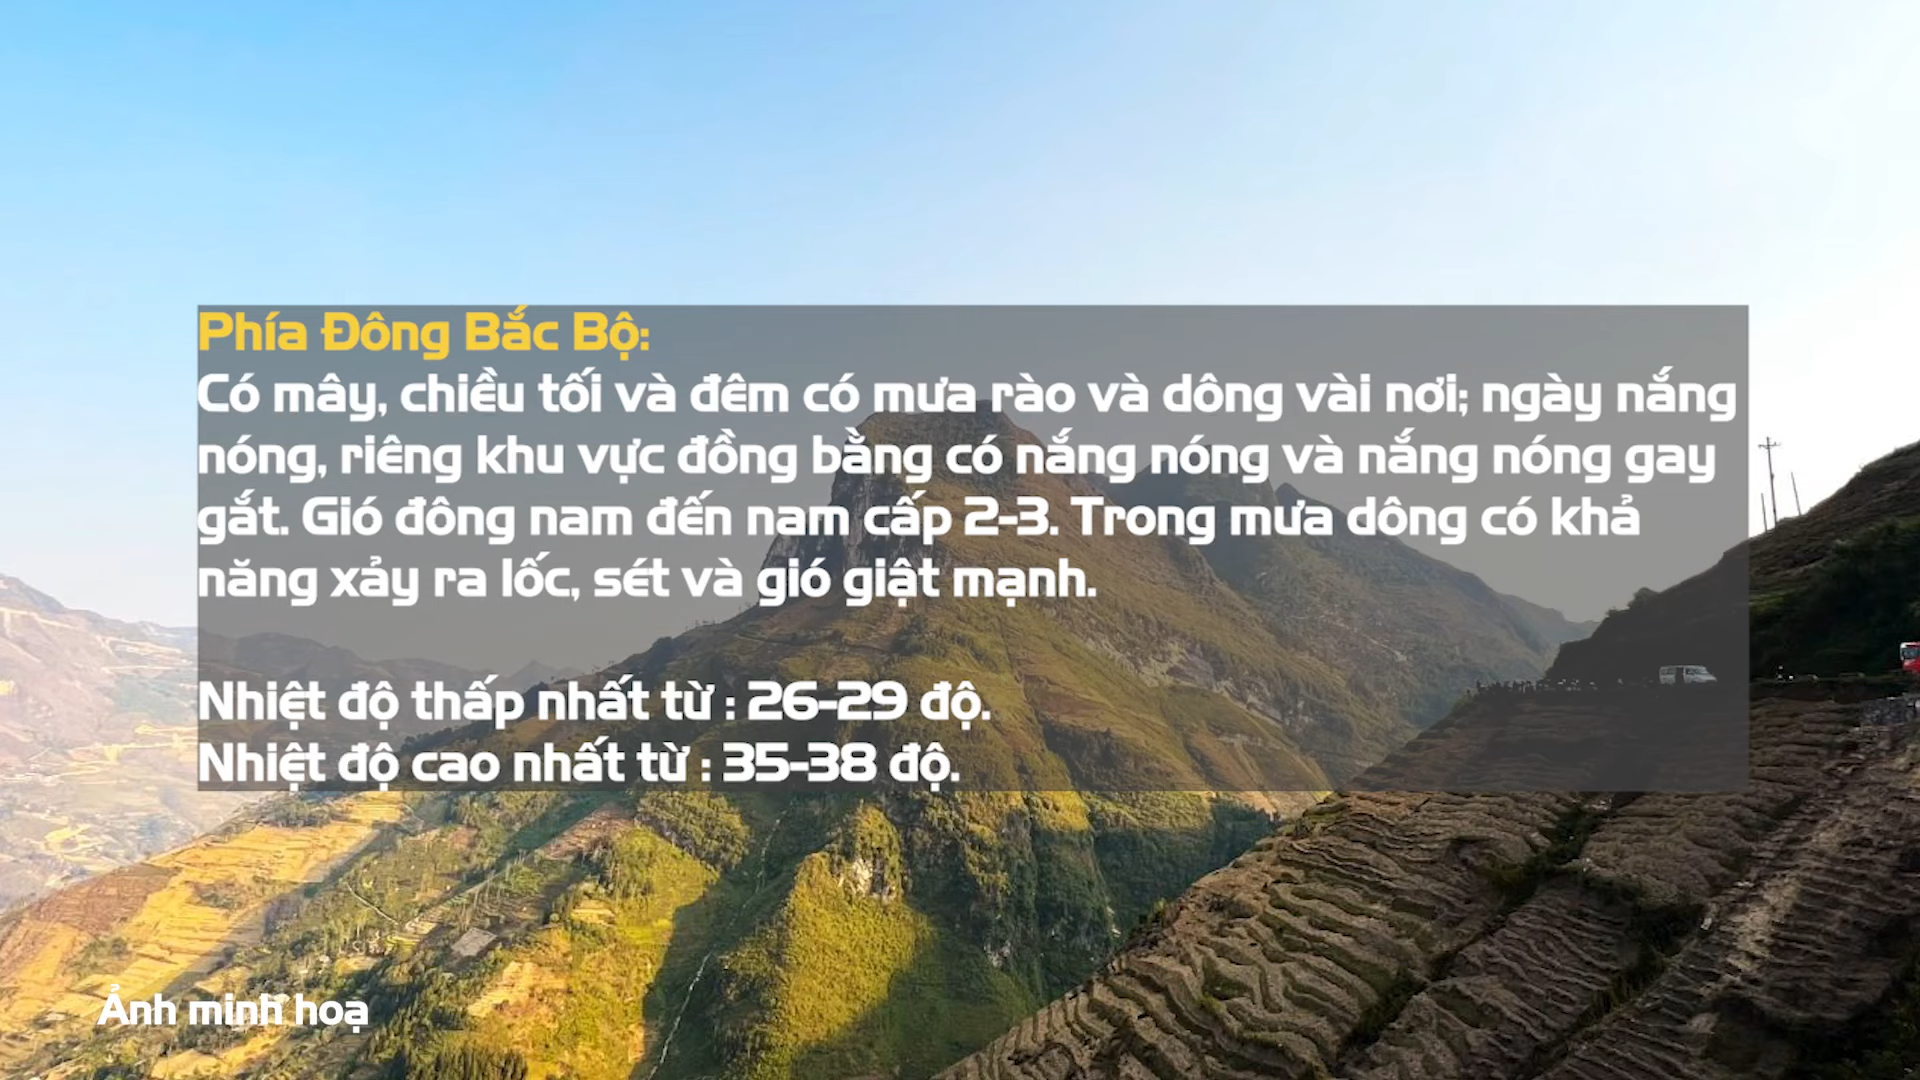 Phía Đông Bắc Bộ:
Có mây, chiều tối và đêm có mưa rào và dông vài nơi; ngày nắng
nóng, riêng khu vực đồng bằng có nắng nóng và nắng nóng gay
gắt. Gió đông nam đến nam cấp 2-3. Trong mưa dông có khả
năng xảy ra lốc, sét và gió giật mạnh.
Nhiệt độ thấp nhất từ : 26-29 độ.
Nhiệt độ cao nhất từ : 35-38 độ.
Ảnh minh hoạ